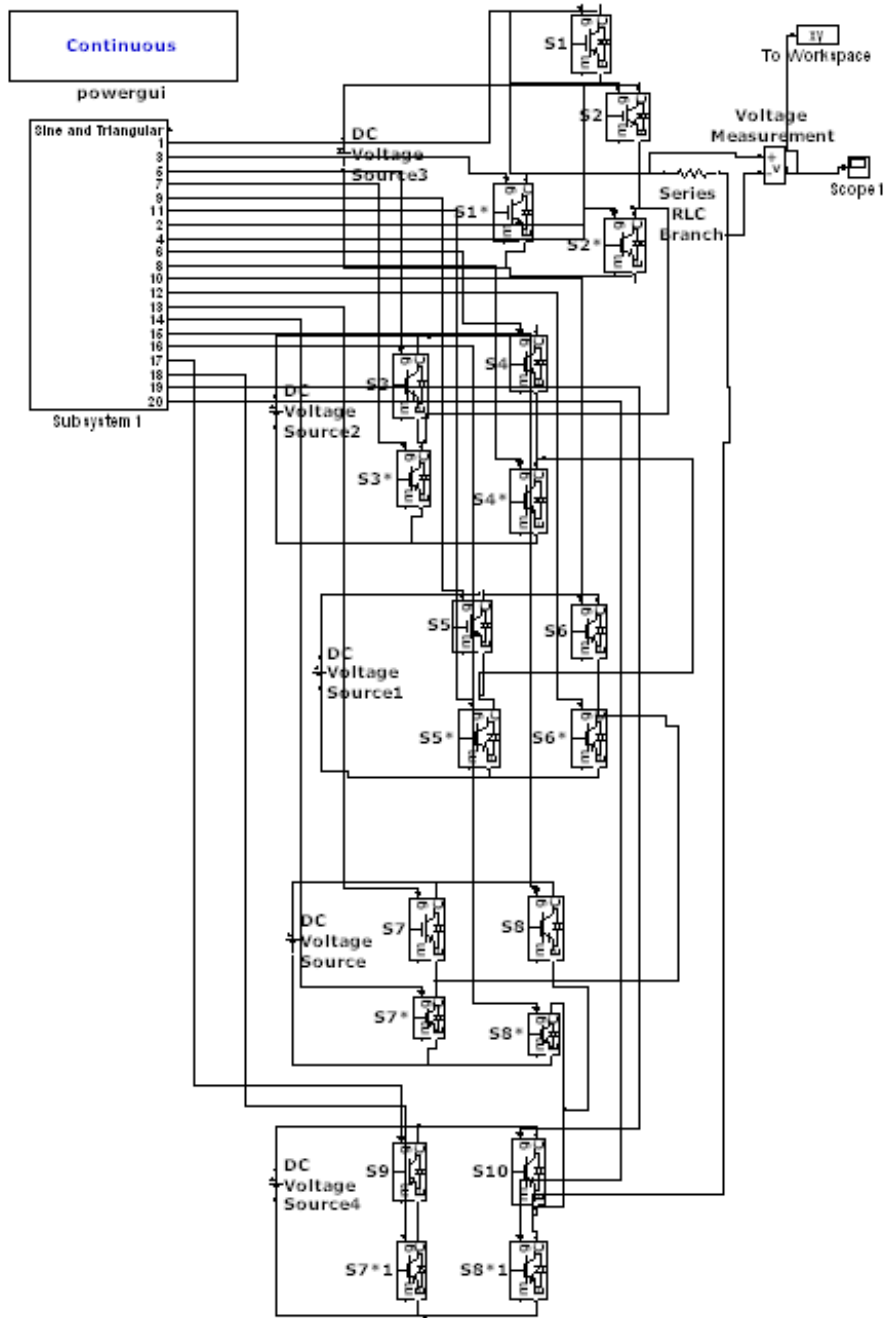 Continuous
powergui
Sine and Triangular
1
3
5
7
9
11
2
4
6
8
10
12
13
14
15
16
17
18
19
20
Subsystem 1
DC
Voltage
Source3
S1
S2
S1*
S2*
xy
To Workspace
Voltage
Measurement
+
-
v
Scope1
Series
RLC
Branch
DC
Voltage
Source2
S3
S4
S3*
S4*
DC
Voltage
Source1
S5
S6
S5*
S6*
DC
Voltage
Source
S7
S8
S7*
S8*
DC
Voltage
Source4
S9
S10
S7*1
S8*1